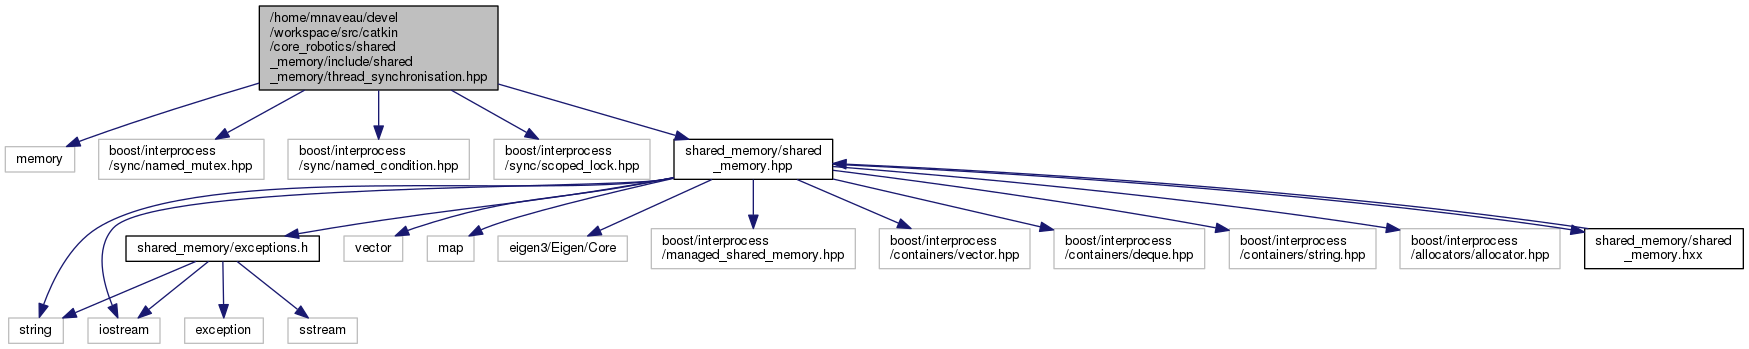 /home/mnaveau/devel
/workspace/src/catkin
/core_robotics/shared
_memory/include/shared
_memory/thread_synchronisation.hpp
memory
boost/interprocess
/sync/named_mutex.hpp
boost/interprocess
/sync/named_condition.hpp
boost/interprocess
/sync/scoped_lock.hpp
shared_memory/shared
_memory.hpp
shared_memory/exceptions.h
vector
map
eigen3/Eigen/Core
boost/interprocess
/managed_shared_memory.hpp
boost/interprocess
/containers/vector.hpp
boost/interprocess
/containers/deque.hpp
boost/interprocess
/containers/string.hpp
boost/interprocess
/allocators/allocator.hpp
shared_memory/shared
_memory.hxx
string
iostream
exception
sstream